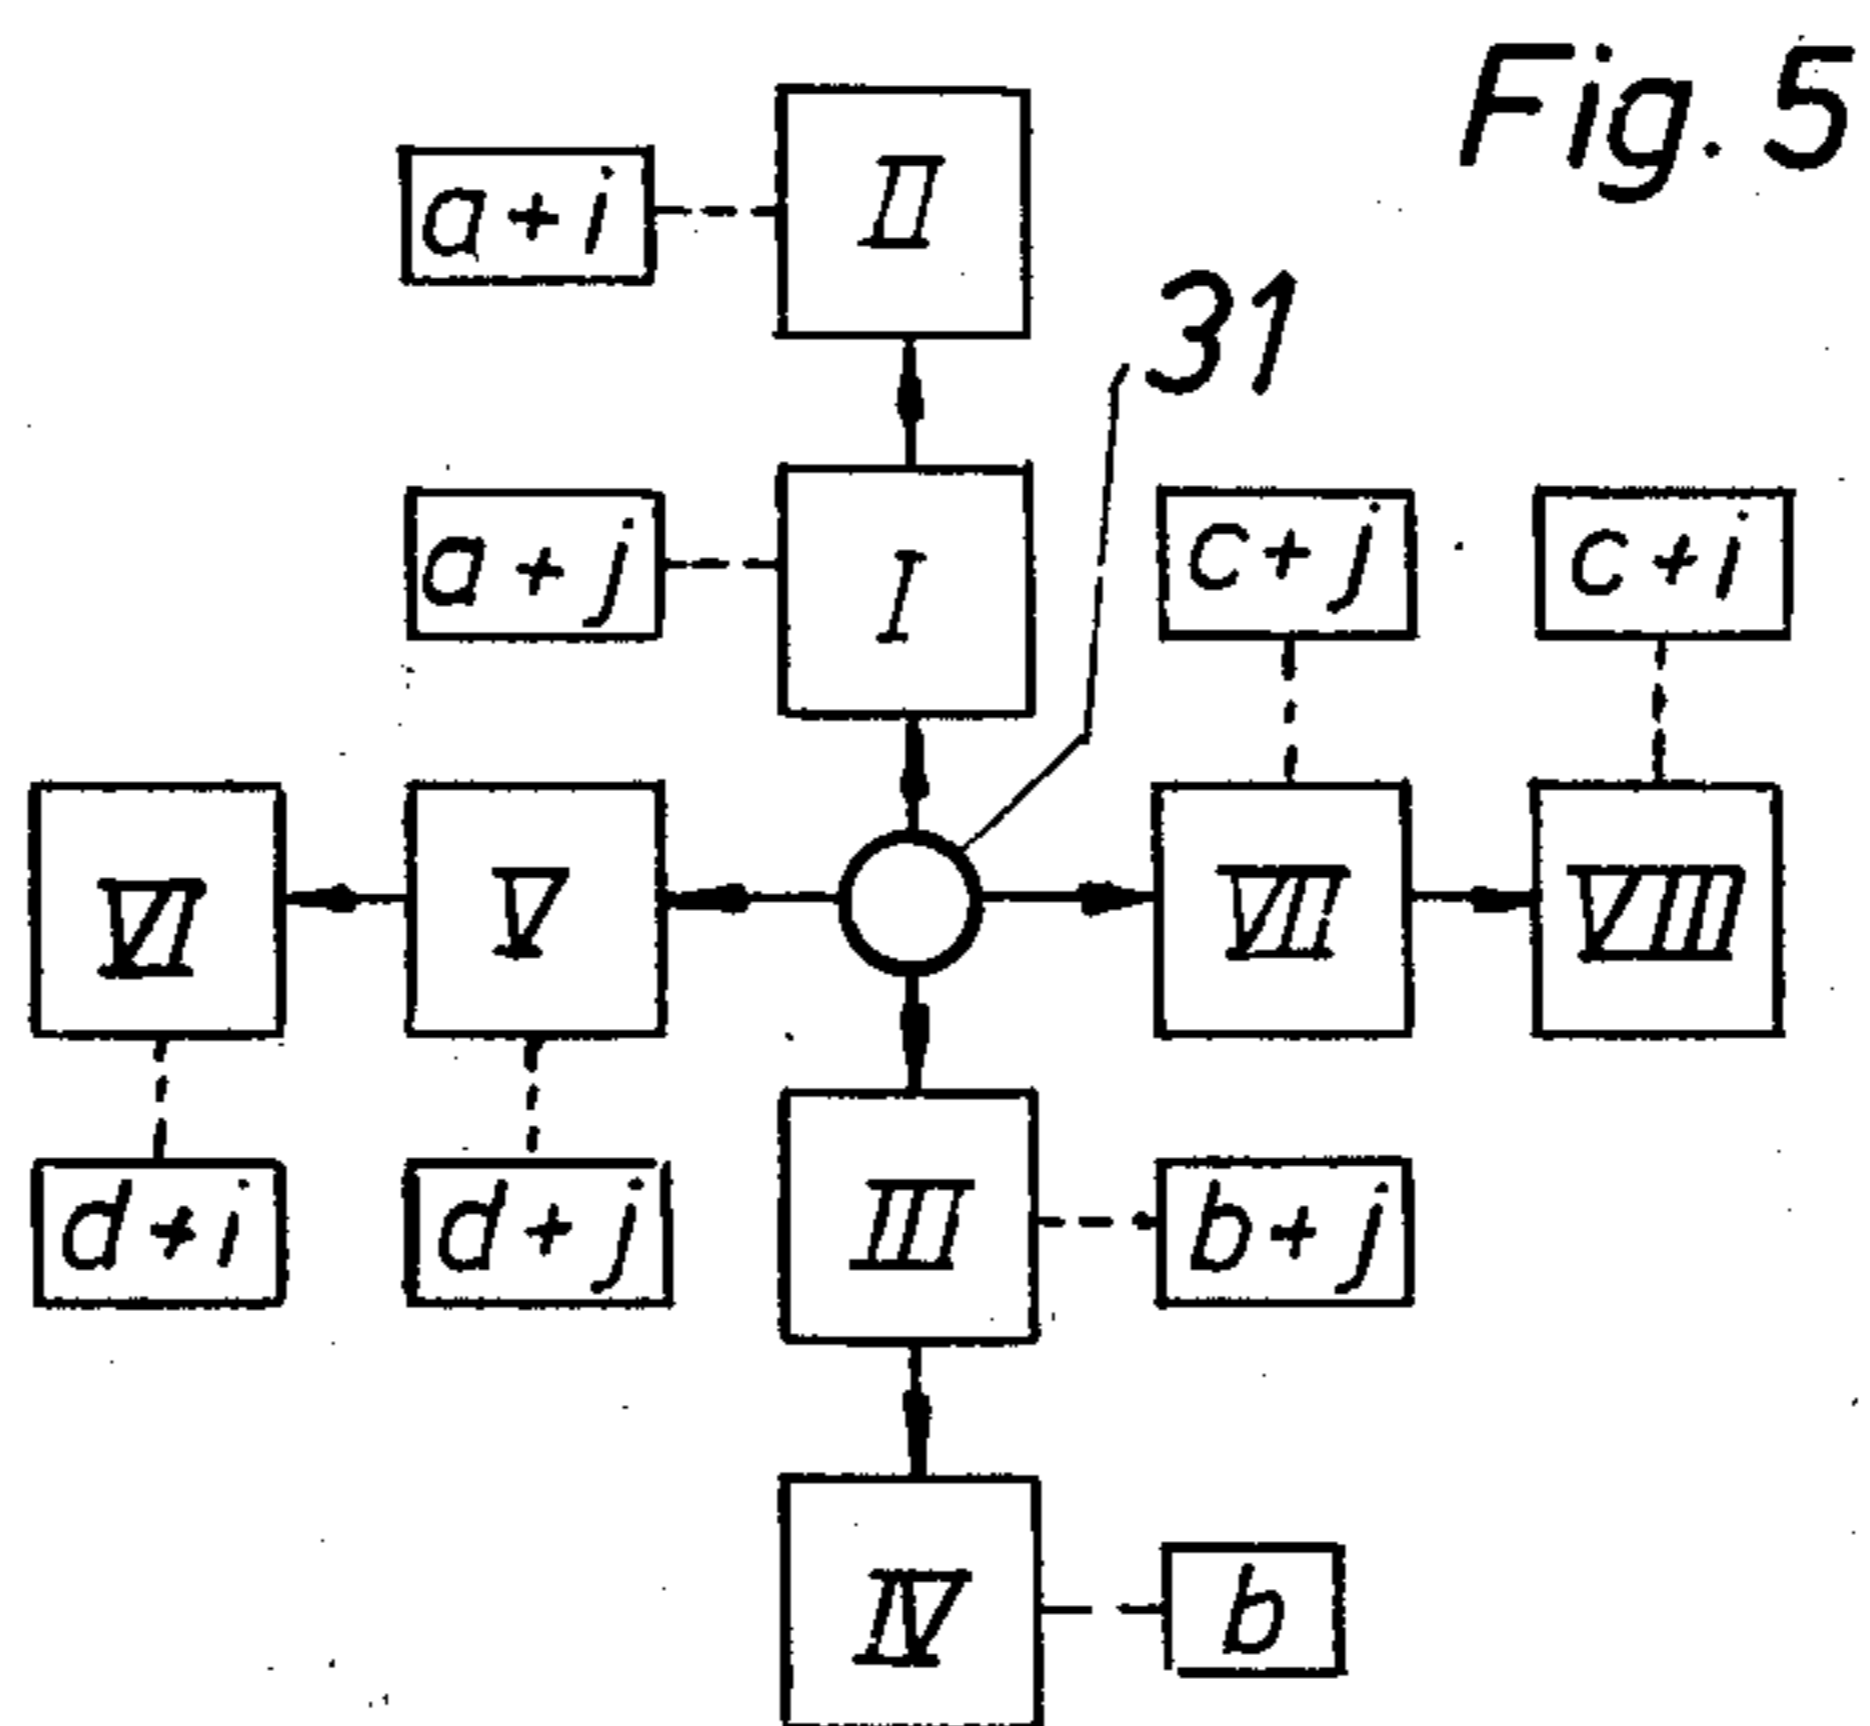 Fig. 5
II
a + i
31
I
a + j
c + j
c + i
VI
V
VII
VIII
d + i
d + j
III
b + j
IV
b